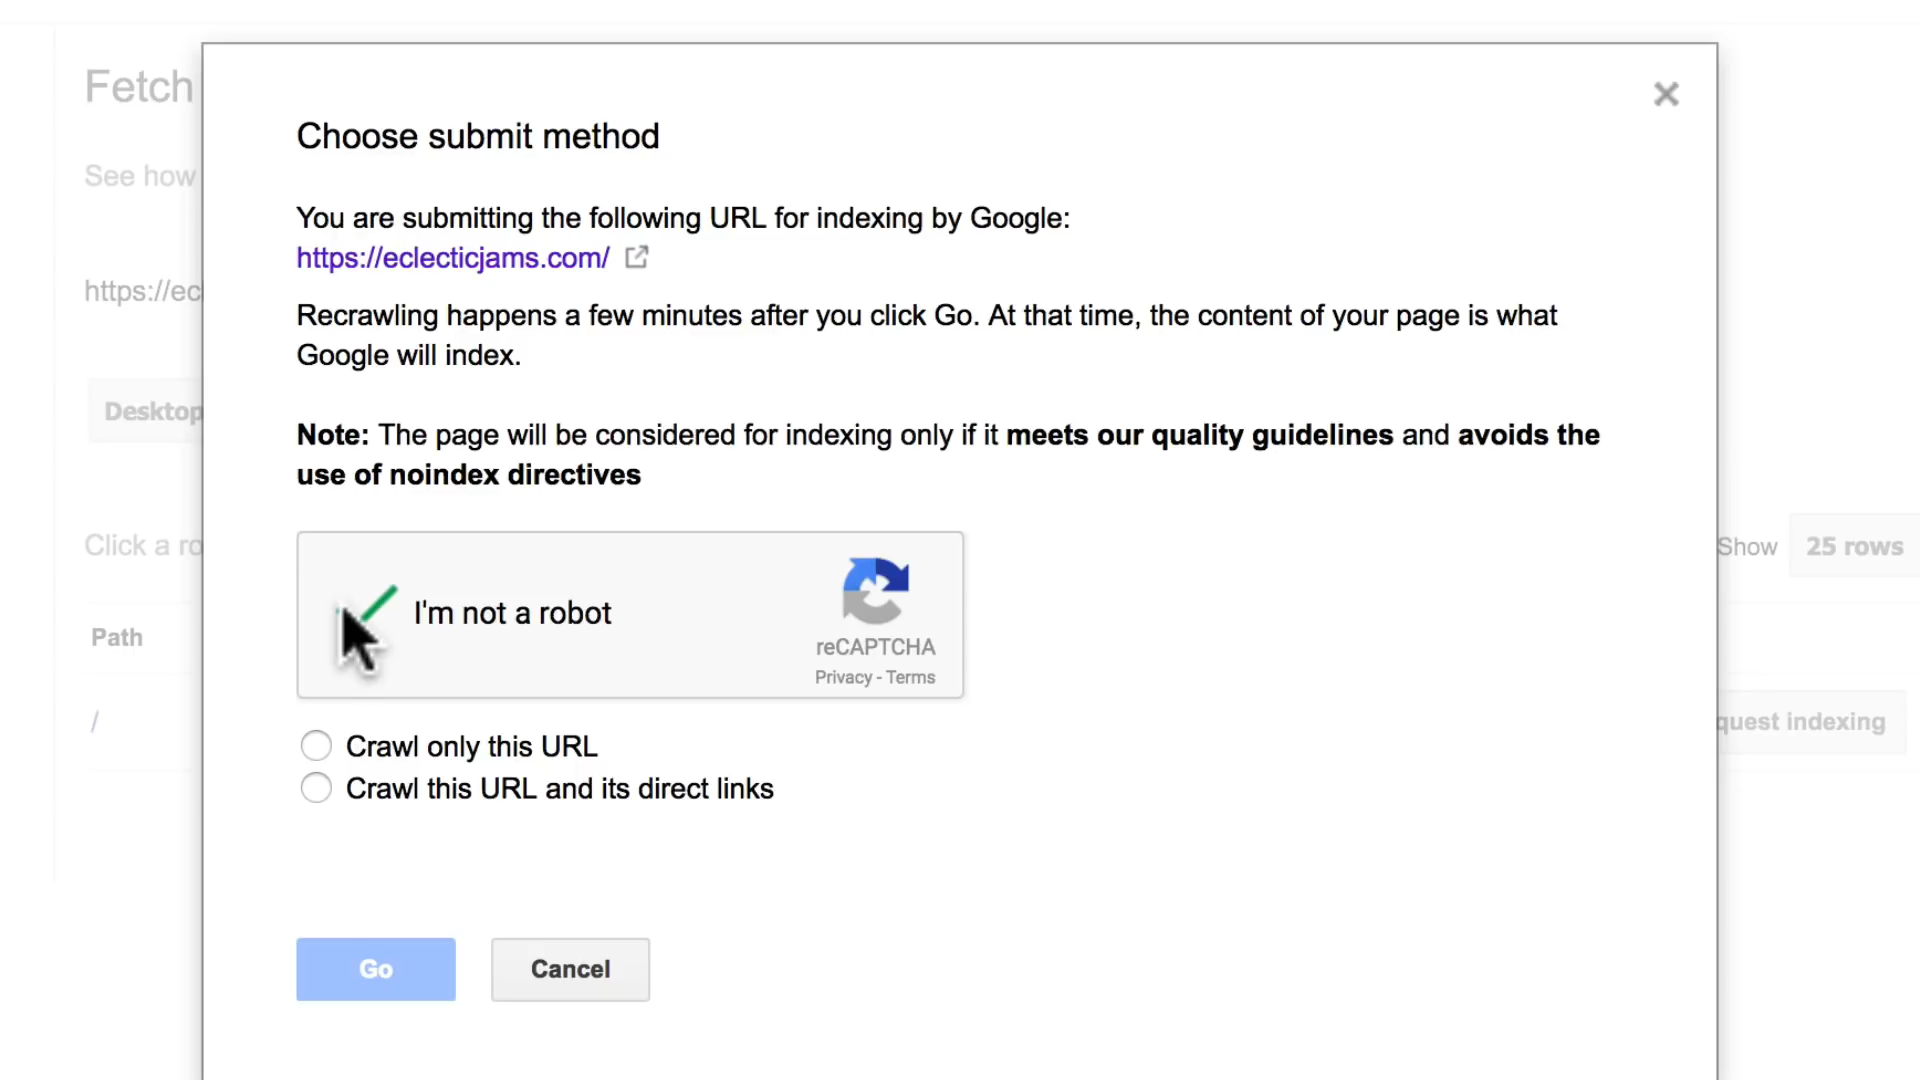 Fetch
Choose submit method
See how
You are submitting the following URL for indexing by Google:
https://eclecticjams.com/
https://ec
Recrawling happens a few minutes after you click Go. At that time, the content of your page is what
Google will index.
Desktop
Note: The page will be considered for indexing only if it meets our quality guidelines and avoids the
use of noindex directives
Click a ro
Show 25 rows
I'm not a robot
reCAPTCHA
Privacy - Terms
Path
/
quest indexing
Crawl only this URL
Crawl this URL and its direct links
Go
Cancel